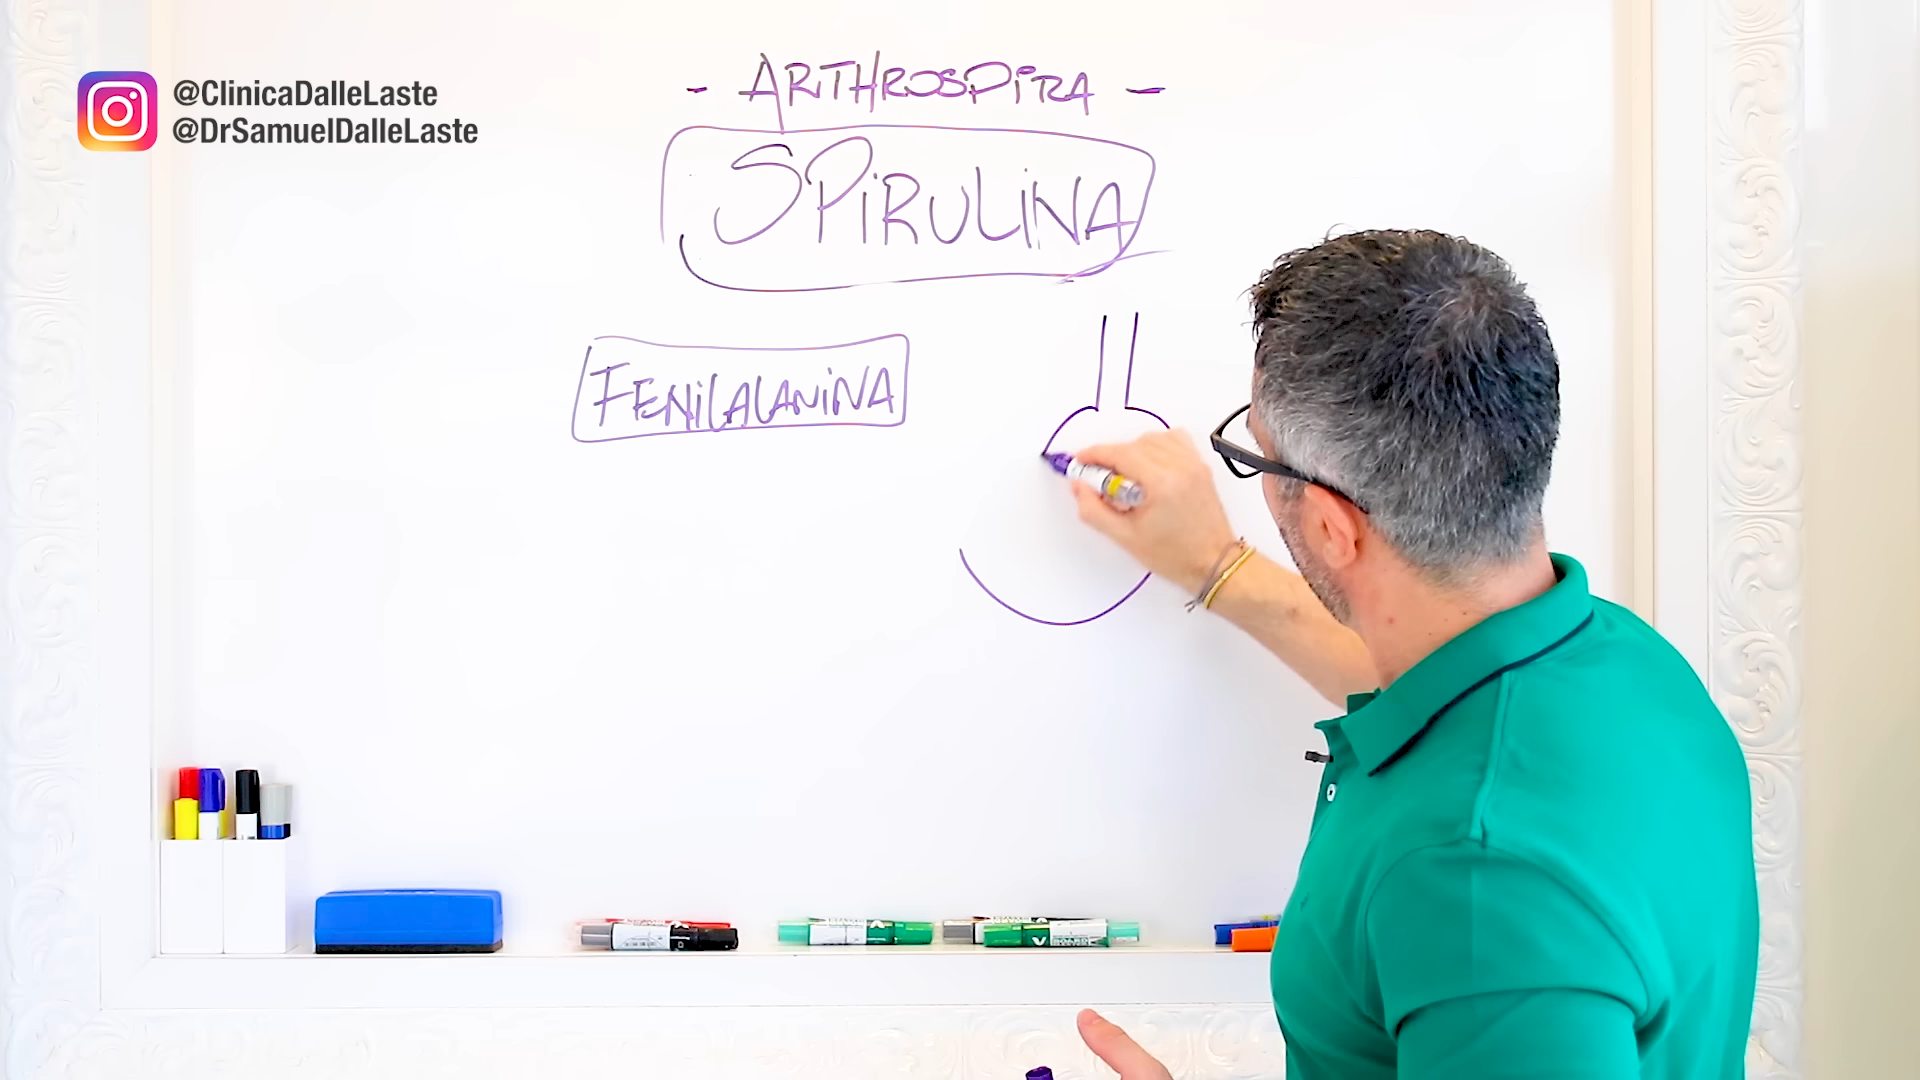 @ClinicaDalleLaste
@DrSamuelDalleLaste
- ARTHROSPIRA -
SPIRULINA
FENILALANINA